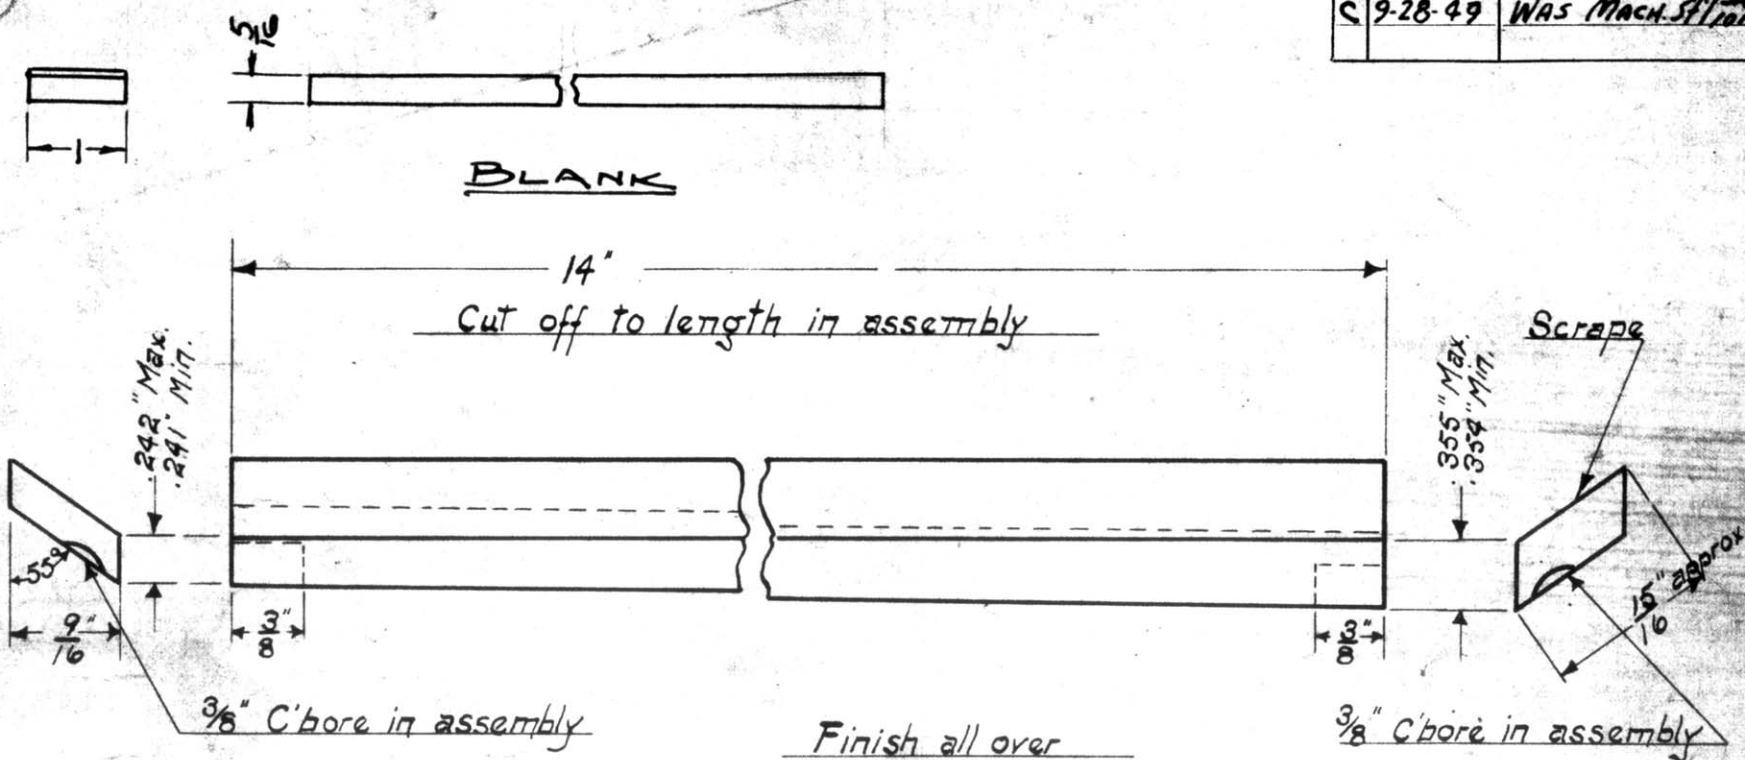 C 9-28-49 WAS MACH.
5/16
1
BLANK
14"
Cut off to length in assembly
.242" Max.
.241" Min.
.355" Max.
.354" Min.
Scrape
55°
9/16"
3/8"
3/8"
15/16" approx
3/8" C'bore in assembly
Finish all over
3/8" C'bore in assembly